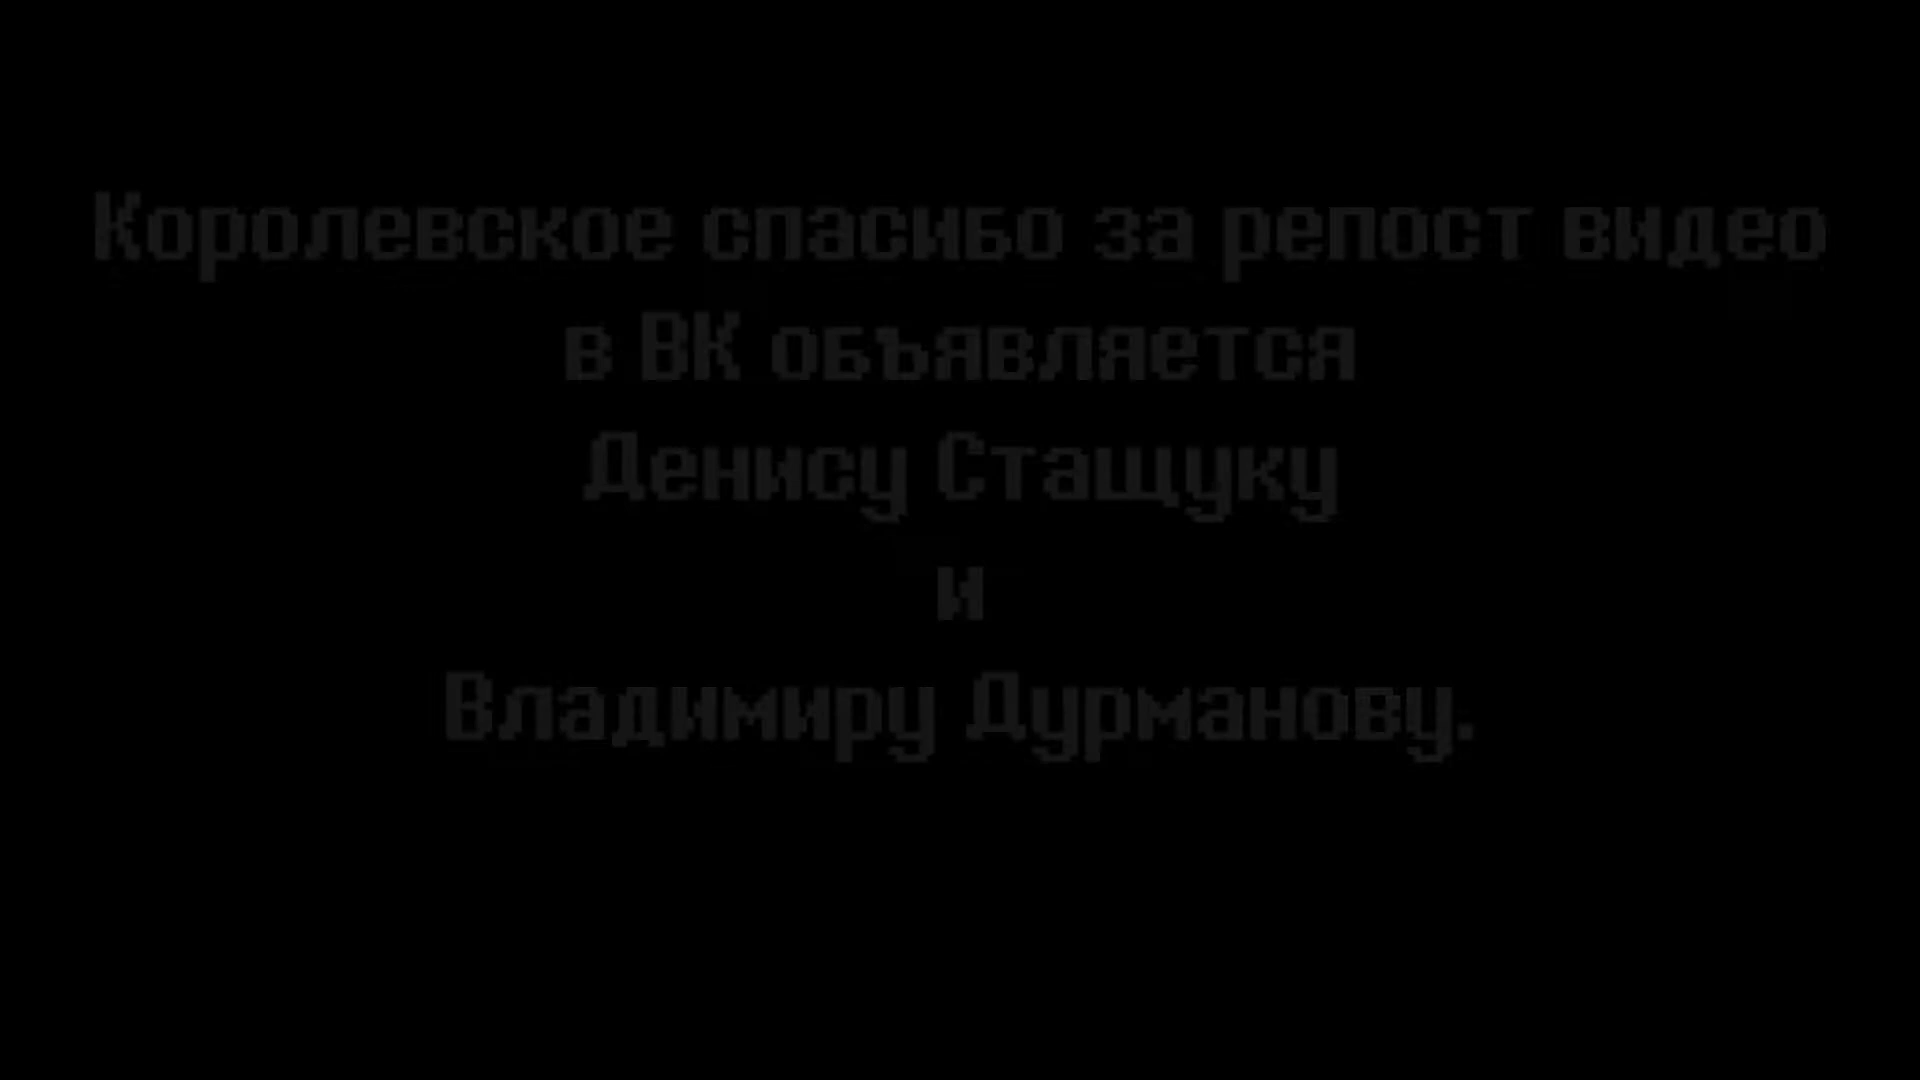 Королевское спасибо за репост видео
в ВК объявляется
Денису Стащуку
и
Владимиру Дурманову.